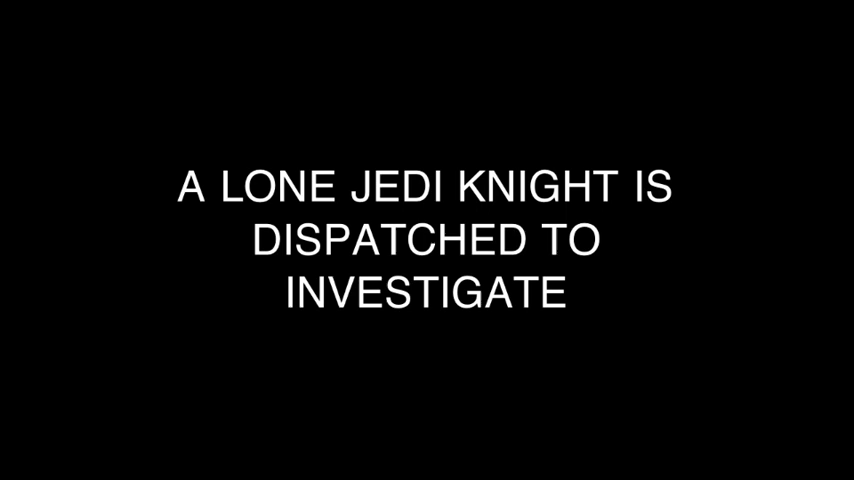 A LONE JEDI KNIGHT IS
DISPATCHED TO
INVESTIGATE